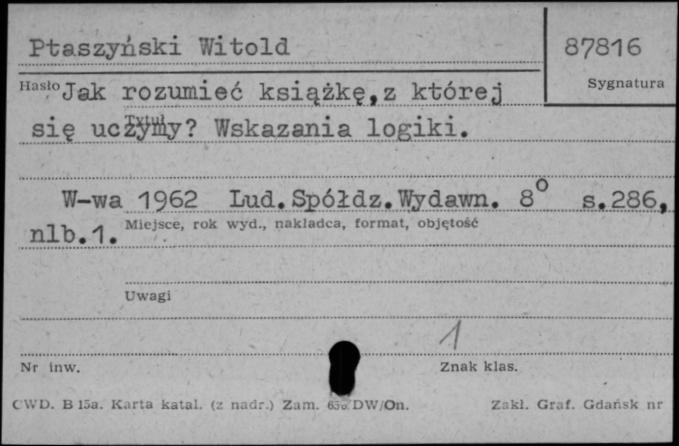 Ptaszyński Witold
87816
Hasło
Sygnatura
Jak rozumieć książkę,z której
się uczymy? Wskazania logiki.
Tytuł
W-wa 1962 Lud.Spółdz.Wydawn. 8° s.286,
nlb.1.
Miejsce, rok wyd., nakładca, format, objętość
Uwagi
1
Nr inw.
Znak klas.
CWD. B 15a. Karta katal. (z nadr.) Zam. DW/On.
Zakł. Graf. Gdańsk nr